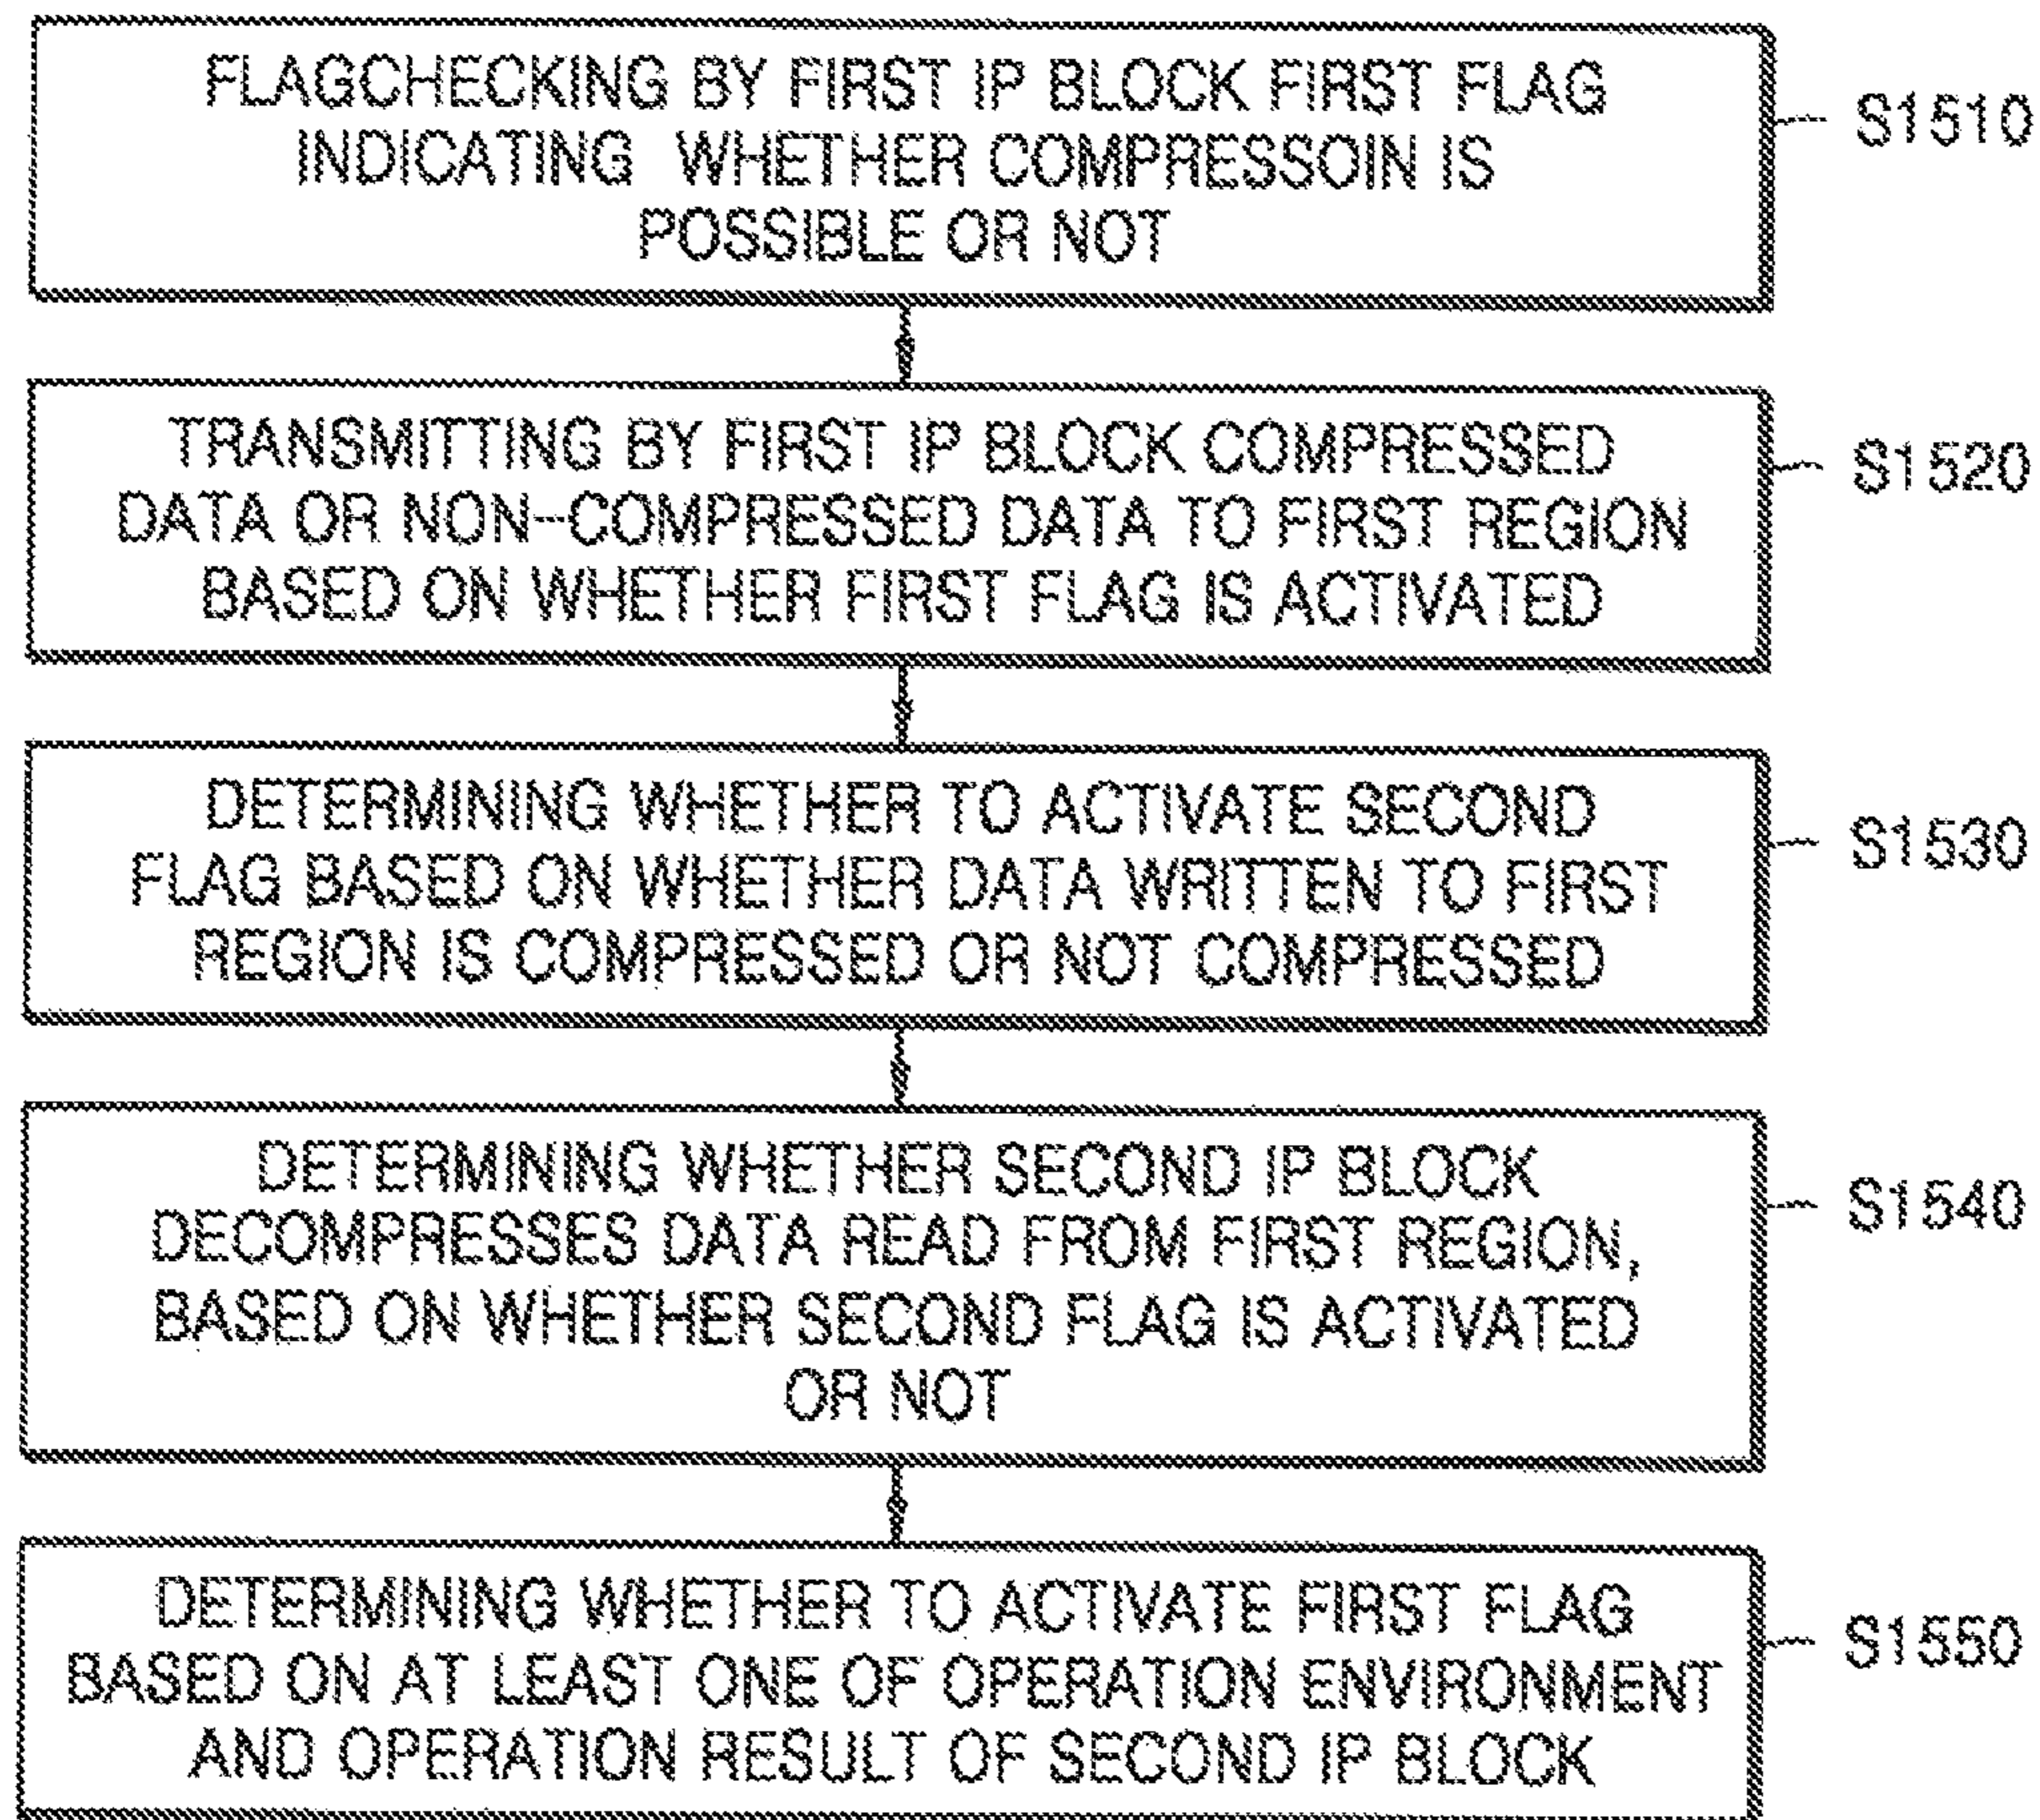 FLAGCHECKING BY FIRST IP BLOCK FIRST FLAG
INDICATING WHETHER COMPRESSOIN IS
POSSIBLE OR NOT
S1510
TRANSMITTING BY FIRST IP BLOCK COMPRESSED
DATA OR NON-COMPRESSED DATA TO FIRST REGION
BASED ON WHETHER FIRST FLAG IS ACTIVATED
S1520
DETERMINING WHETHER TO ACTIVATE SECOND
FLAG BASED ON WHETHER DATA WRITTEN TO FIRST
REGION IS COMPRESSED OR NOT COMPRESSED
S1530
DETERMINING WHETHER SECOND IP BLOCK
DECOMPRESSES DATA READ FROM FIRST REGION,
BASED ON WHETHER SECOND FLAG IS ACTIVATED
OR NOT
S1540
DETERMINING WHETHER TO ACTIVATE FIRST FLAG
BASED ON AT LEAST ONE OF OPERATION ENVIRONMENT
AND OPERATION RESULT OF SECOND IP BLOCK
S1550